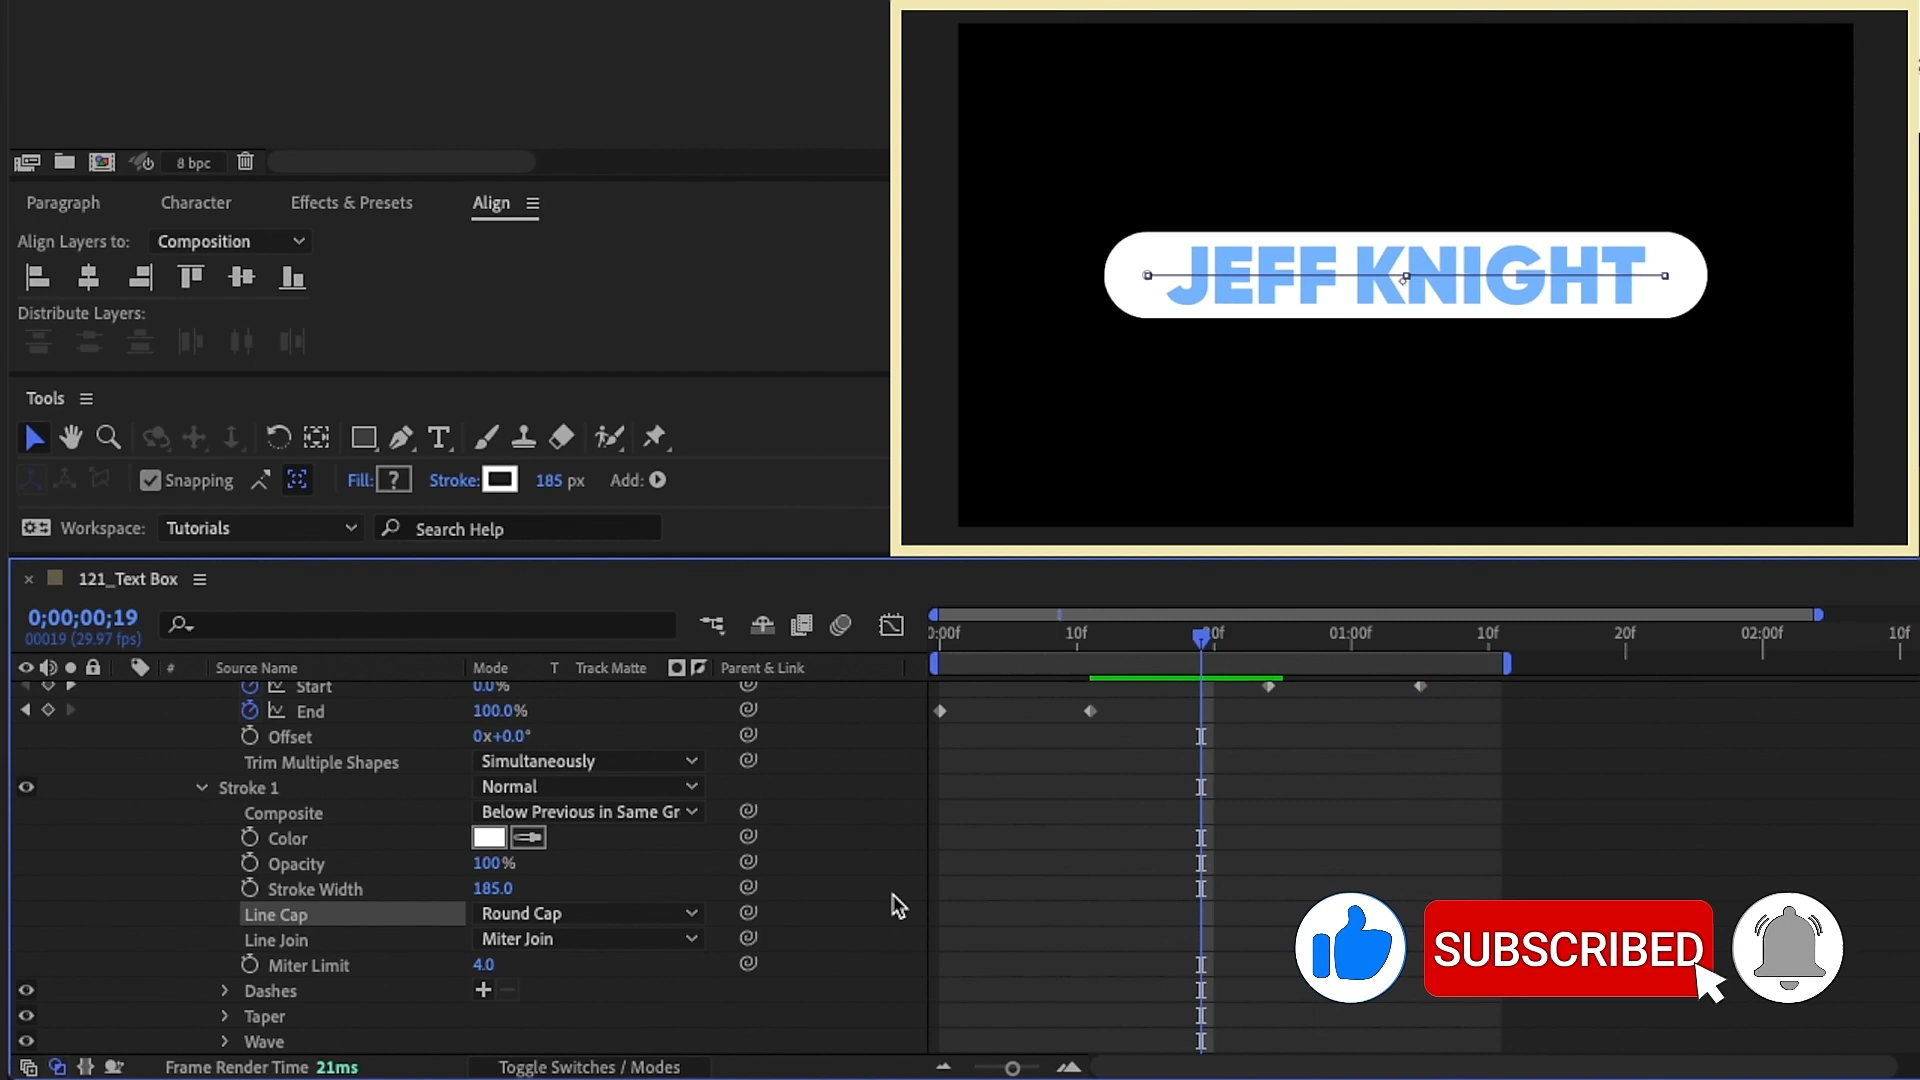 8 bpc
Paragraph
Character
Effects & Presets
Align
Align Layers to:
Composition
Distribute Layers:
JEFF KNIGHT
Tools
Snapping
Fill:
?
Stroke:
185 px
Add:
Workspace:
Tutorials
Search Help
121_Text Box
0;00;00;19
00019 (29.97 fps)
):00f
10f
20f
01:00f
10f
20f
02:00f
10f
#
Source Name
Mode
T
Track Matte
Parent & Link
Start
0.0%
End
100.0%
Offset
0x+0.0°
Trim Multiple Shapes
Simultaneously
Stroke 1
Normal
Composite
Below Previous in Same Gr
Color
Opacity
100%
Stroke Width
185.0
Line Cap
Round Cap
Line Join
Miter Join
Miter Limit
4.0
Dashes
Taper
Wave
SUBSCRIBED
Frame Render Time 21ms
Toggle Switches / Modes